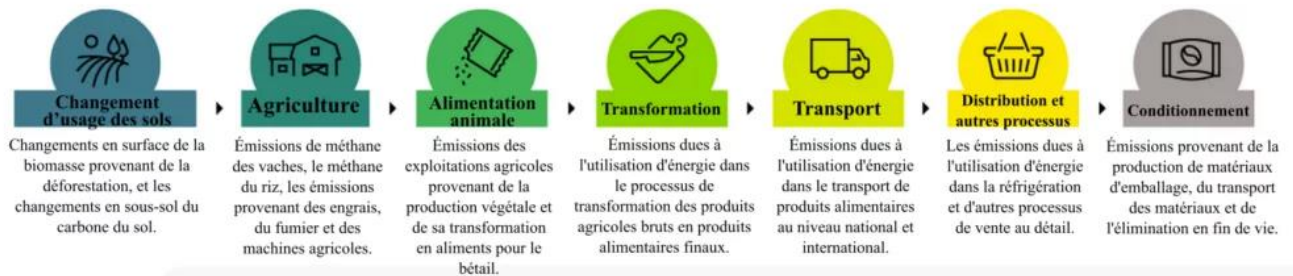 Changement
d'usage des sols
Changements en surface de la
biomasse provenant de la
déforestation, et les
changements en sous-sol du
carbone du sol.
Agriculture
Émissions de méthane
des vaches, le méthane
du riz, les émissions
provenant des engrais,
du fumier et des
machines agricoles.
Alimentation
animale
Émissions des
exploitations agricoles
provenant de la
production végétale et
de sa transformation
en aliments pour le
bétail.
Transformation
Émissions dues à
l'utilisation d'énergie dans
le processus de
transformation des produits
agricoles bruts en produits
alimentaires finaux.
Transport
Émissions dues à
l'utilisation d'énergie
dans le transport de
produits alimentaires
au niveau national et
international.
Distribution et
autres processus
Les émissions dues à
l'utilisation d'énergie
dans la réfrigération
et d'autres processus
de vente au détail.
Conditionnement
Émissions provenant de la
production de matériaux
d'emballage, du transport
des matériaux et de
l'élimination en fin de vie.